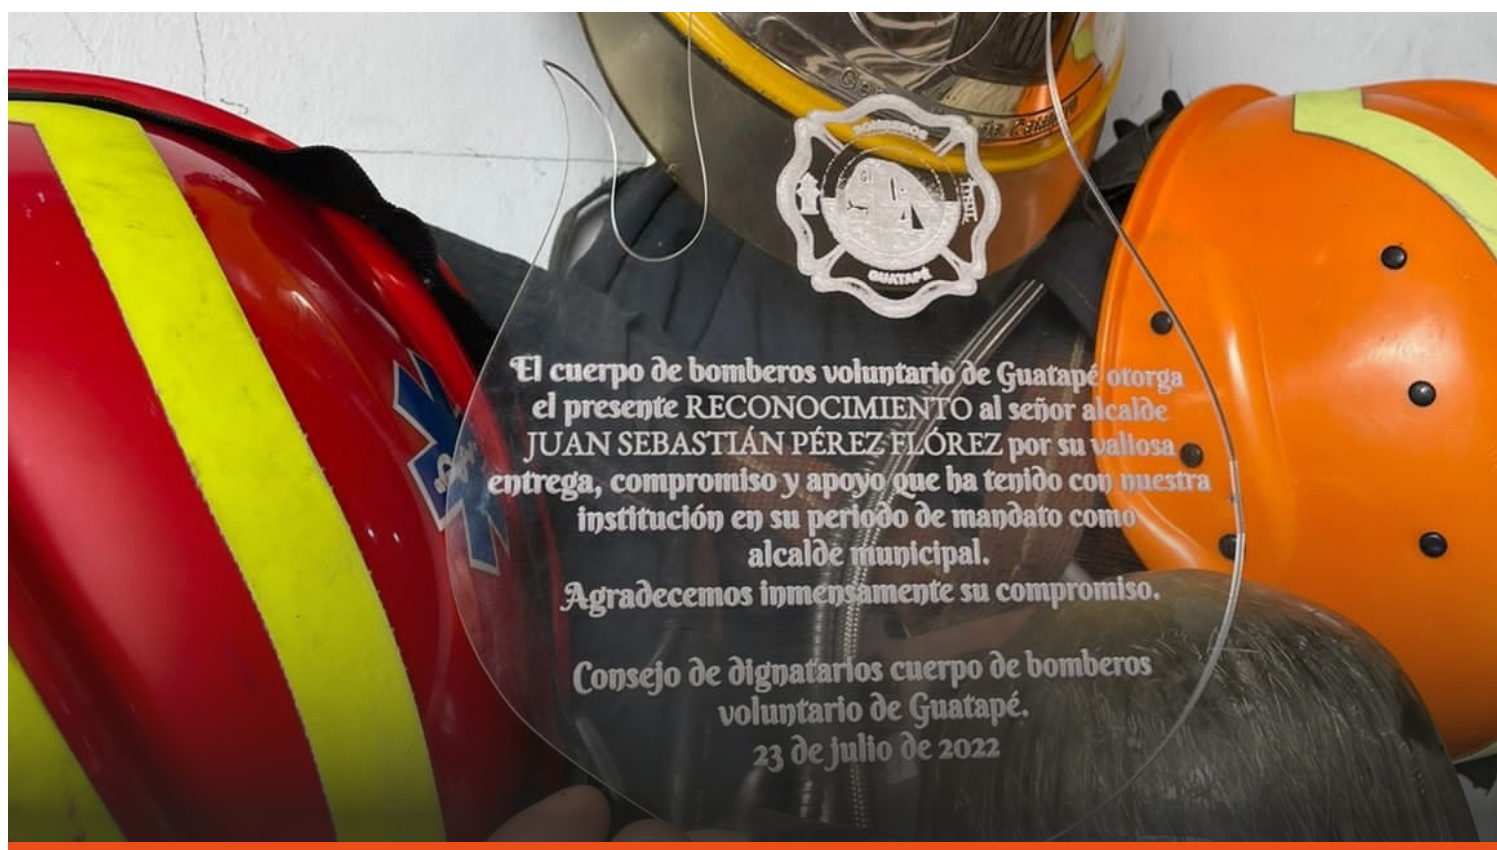 BOMBEROS
GUATAPÉ
El cuerpo de bomberos voluntario de Guatapé otorga
el presente RECONOCIMIENTO al señor alcalde
JUAN SEBASTIÁN PÉREZ FLÓREZ por su valiosa
entrega, compromiso y apoyo que ha tenido con nuestra
institución en su periodo de mandato como
alcalde municipal.
Agradecemos inmensamente su compromiso.
Consejo de dignatarios cuerpo de bomberos
voluntario de Guatapé.
23 de julio de 2022